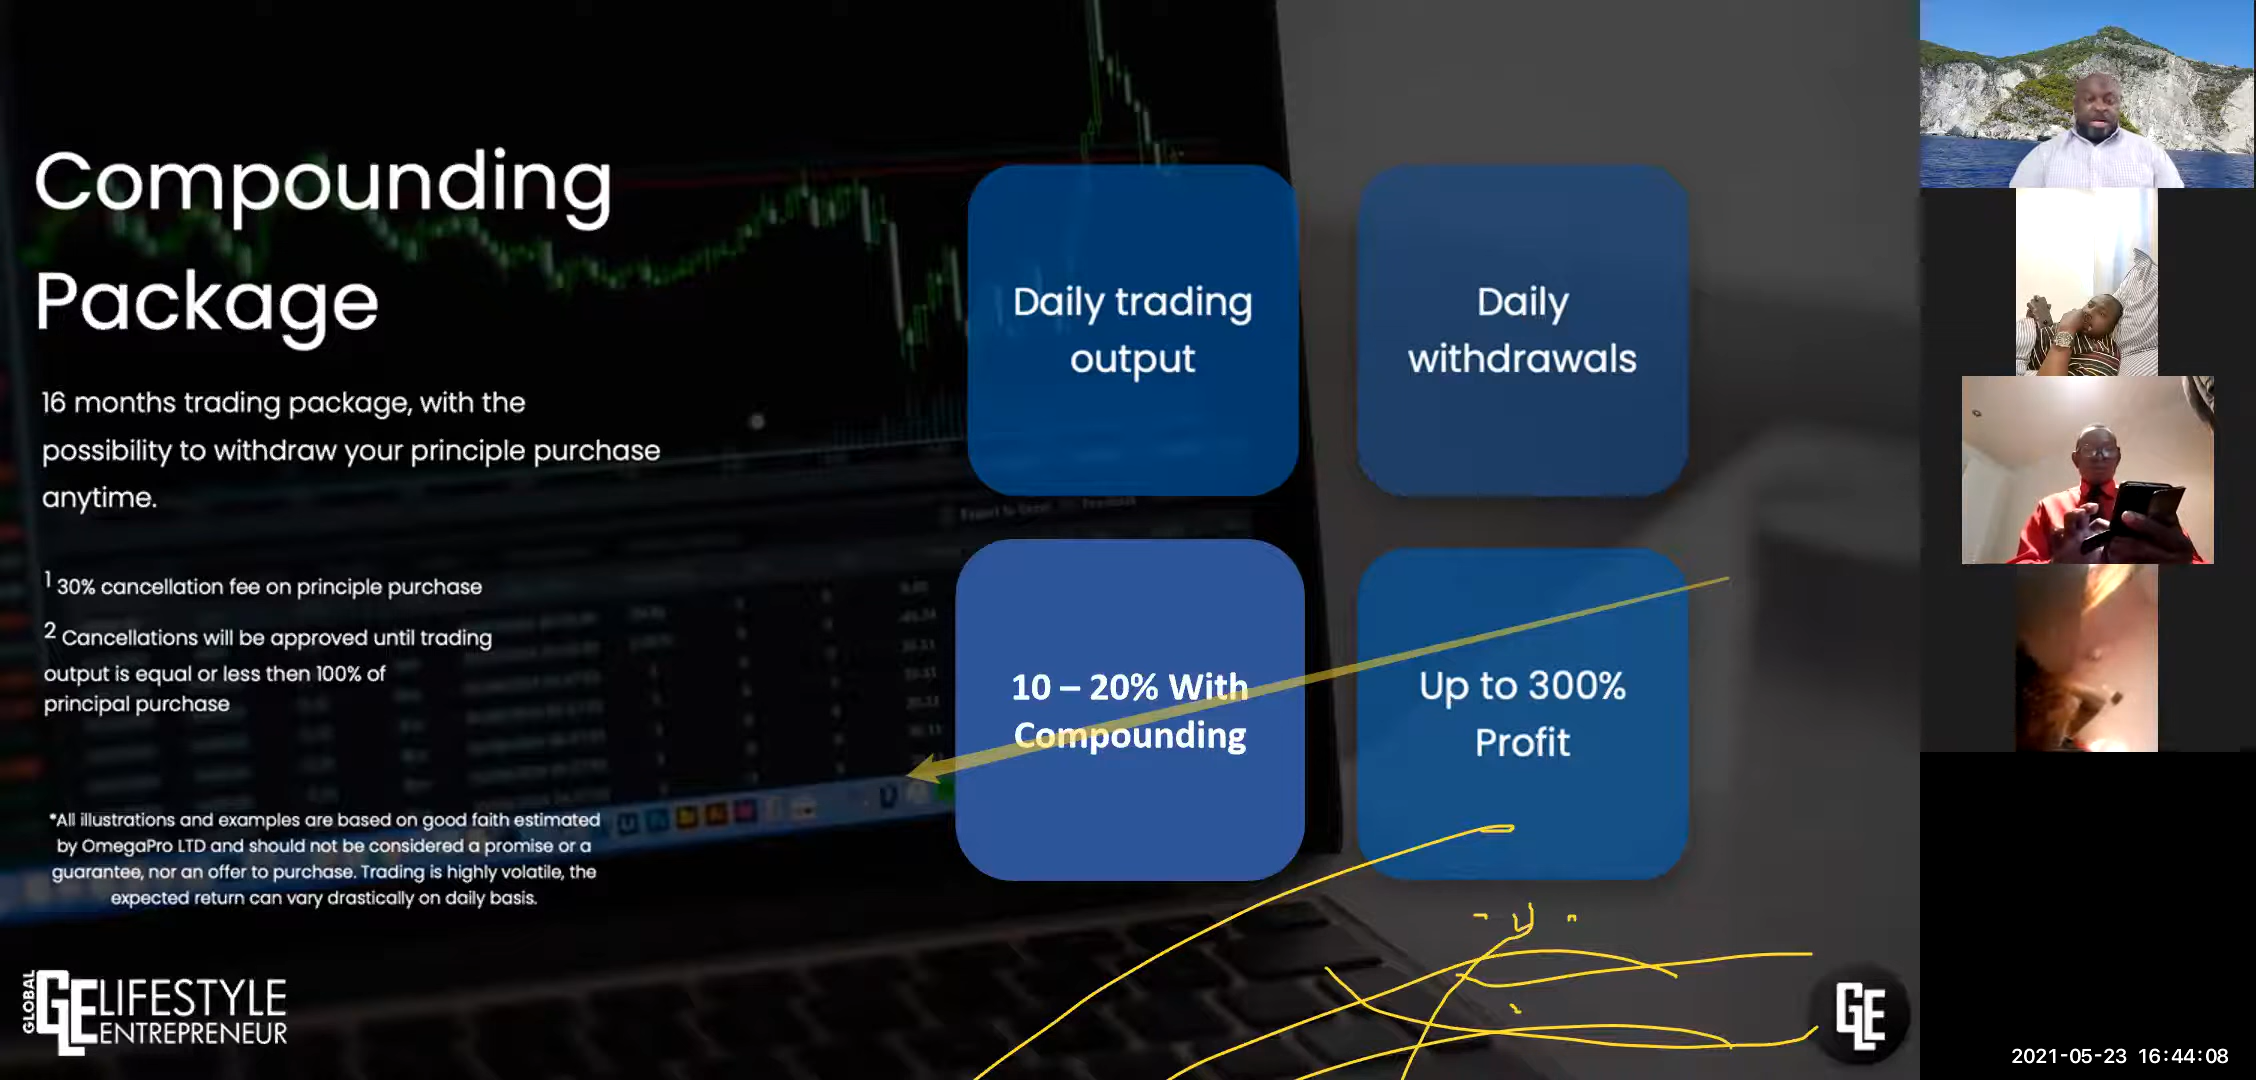 Compounding
Package
16 months trading package, with the
possibility to withdraw your principle purchase
anytime.
1 30% cancellation fee on principle purchase
2 Cancellations will be approved until trading
output is equal or less then 100% of
principal purchase
*All illustrations and examples are based on good faith estimated
by OmegaPro LTD and should not be considered a promise or a
guarantee, nor an offer to purchase. Trading is highly volatile, the
expected return can vary drastically on daily basis.
GLOBAL
GLE LIFESTYLE
ENTREPRENEUR
Daily trading
output
Daily
withdrawals
10 – 20% With
Compounding
Up to 300%
Profit
GLE
2021-05-23 16:44:08